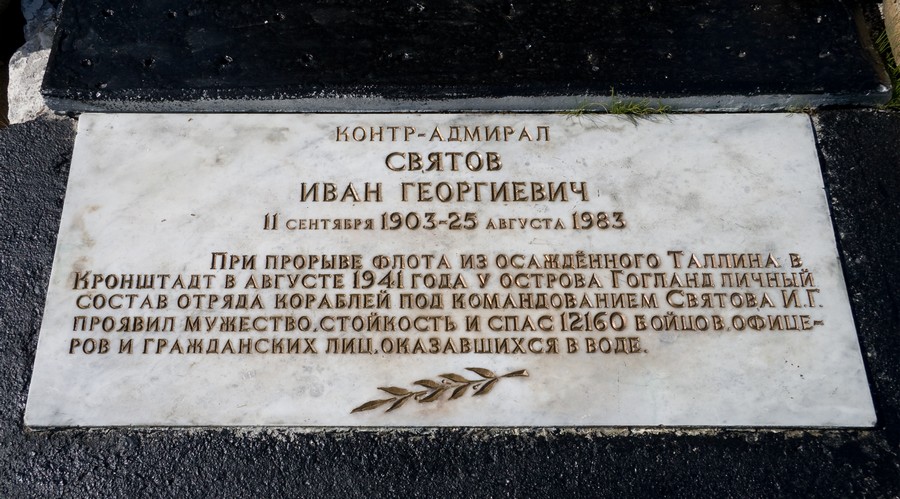 КОНТР-АДМИРАЛ
СВЯТОВ
ИВАН ГЕОРГИЕВИЧ
11 СЕНТЯБРЯ 1903-25 АВГУСТА 1983
ПРИ ПРОРЫВЕ ФЛОТА ИЗ ОСАЖДЁННОГО ТАЛЛИНА В
КРОНШТАДТ В АВГУСТЕ 1941 ГОДА У ОСТРОВА ГОГЛАНД ЛИЧНЫЙ
СОСТАВ ОТРЯДА КОРАБЛЕЙ ПОД КОМАНДОВАНИЕМ СВЯТОВА И.Г.
ПРОЯВИЛ МУЖЕСТВО,СТОЙКОСТЬ И СПАС 12160 БОЙЦОВ,ОФИЦЕ-
РОВ И ГРАЖДАНСКИХ ЛИЦ,ОКАЗАВШИХСЯ В ВОДЕ.